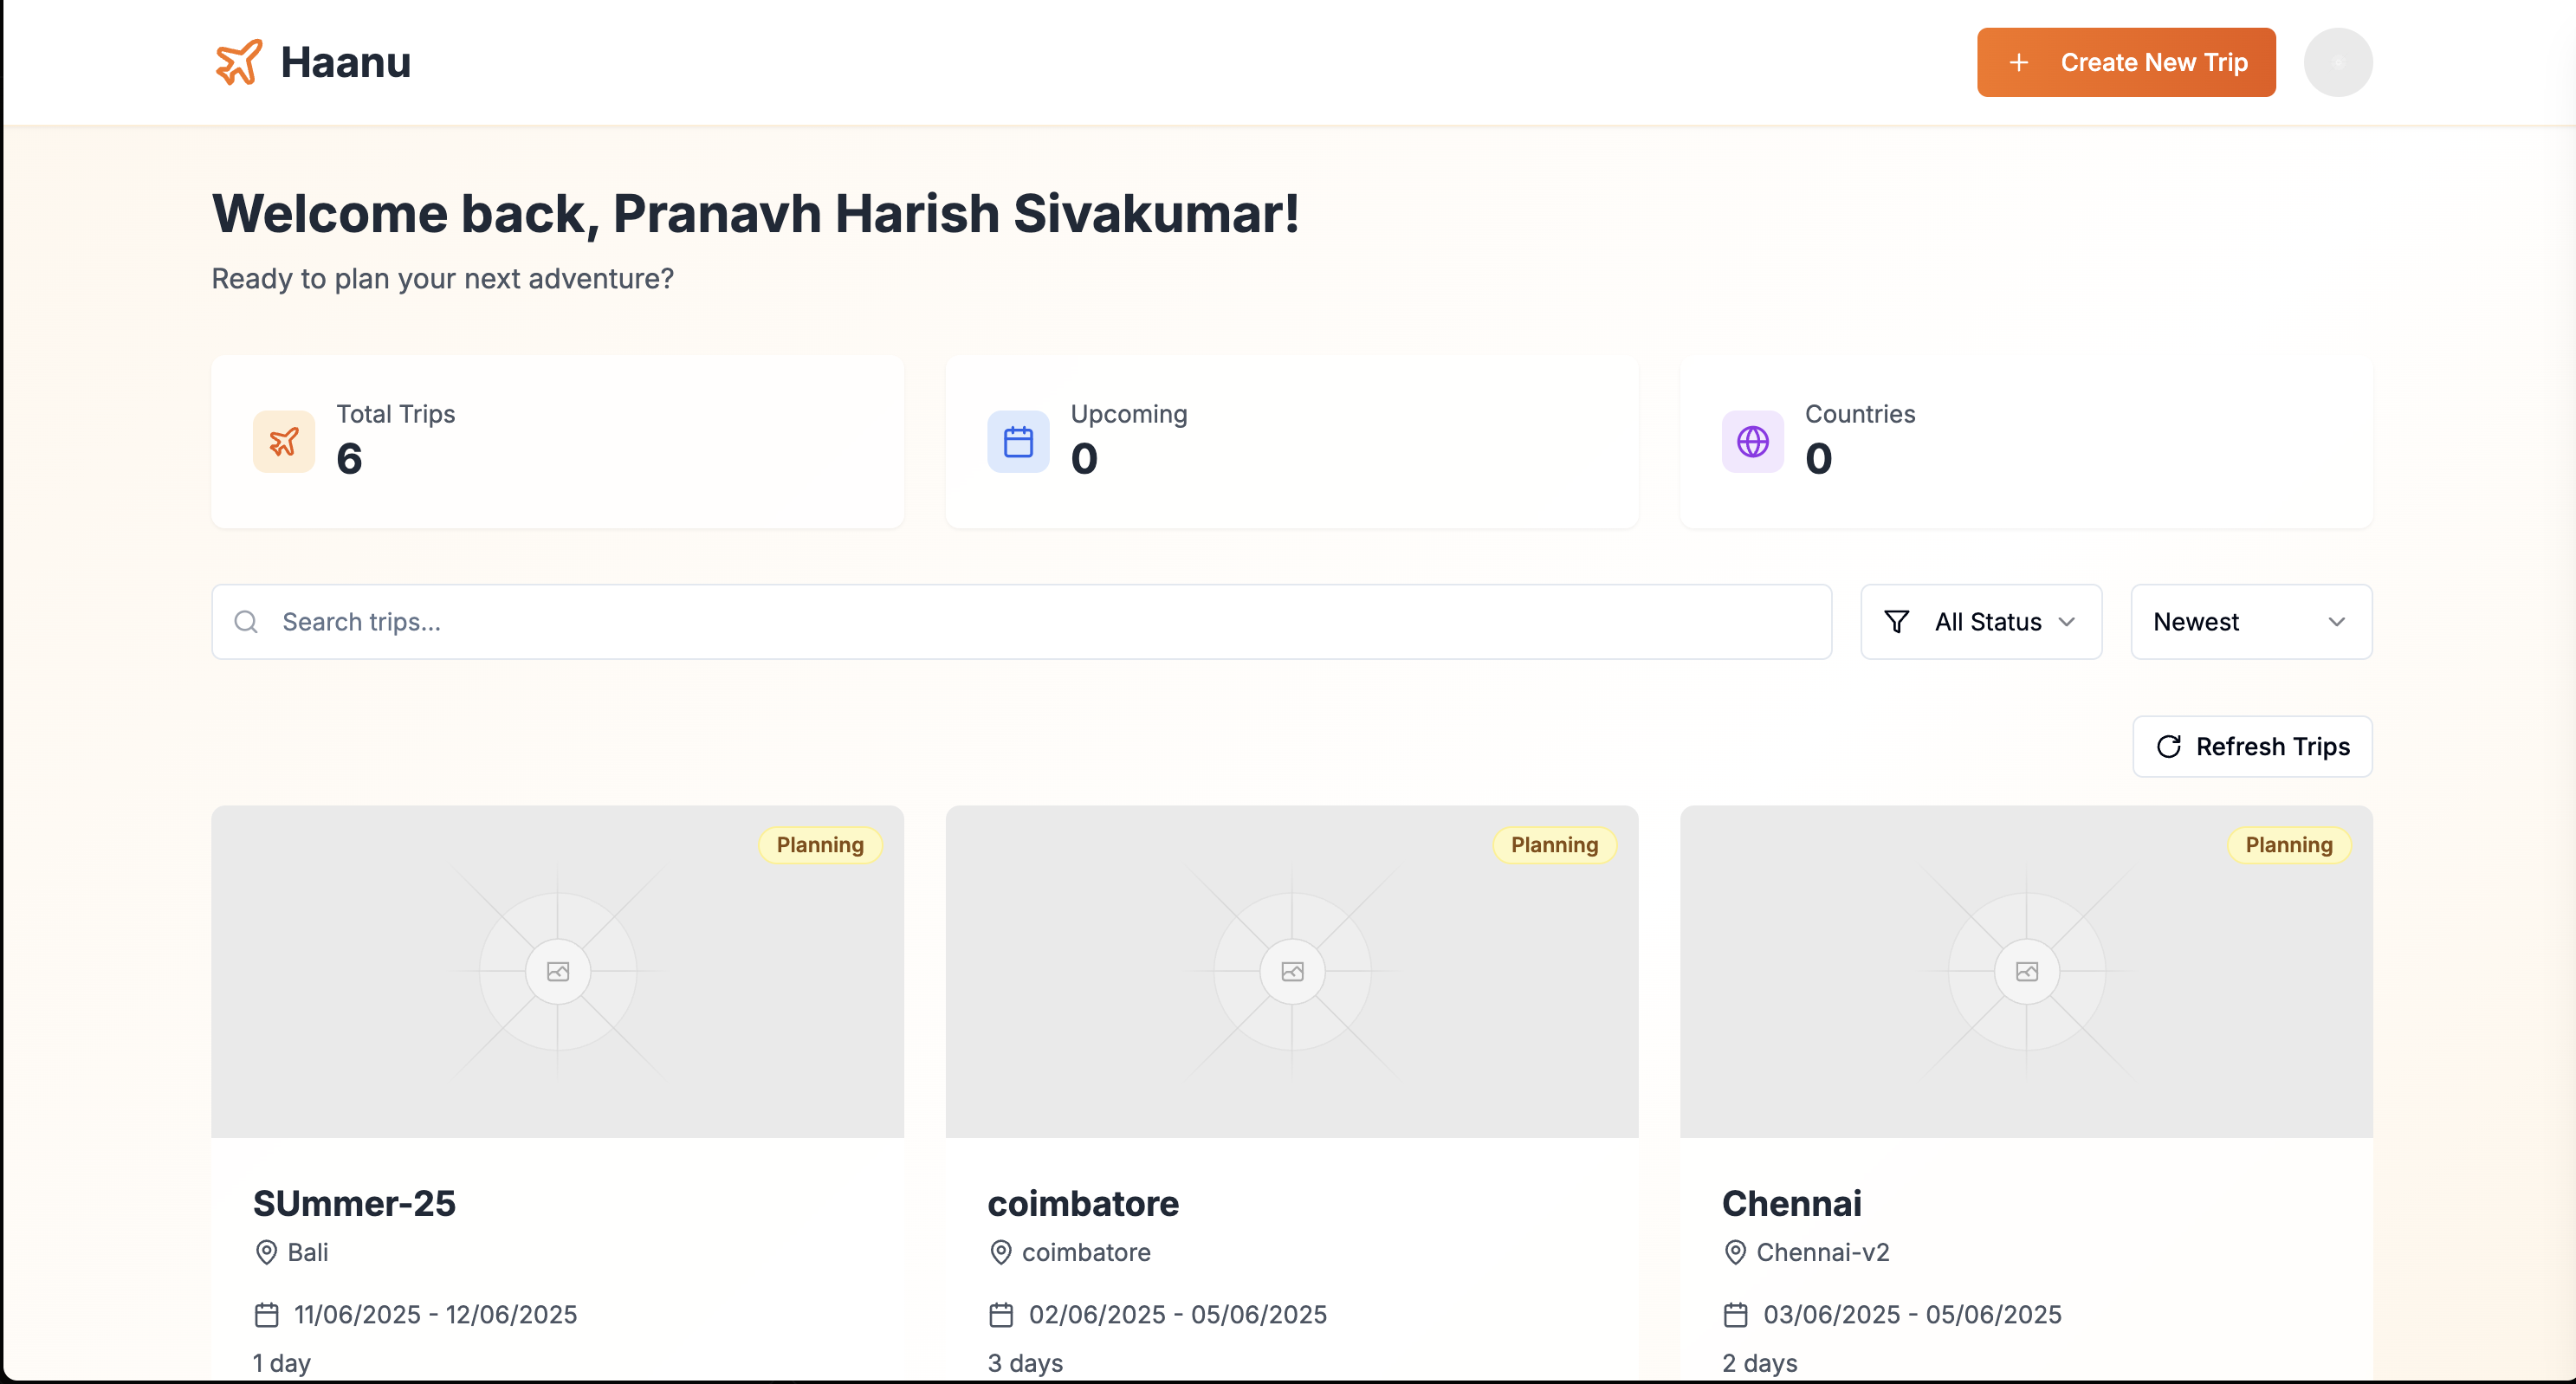 Haanu
Create New Trip
Welcome back, Pranavh Harish Sivakumar!
Ready to plan your next adventure?
Total Trips
6
Upcoming
0
Countries
0
Search trips...
All Status
Newest
Refresh Trips
Planning
Planning
Planning
SUmmer-25
Bali
11/06/2025 - 12/06/2025
1 day
coimbatore
coimbatore
02/06/2025 - 05/06/2025
3 days
Chennai
Chennai-v2
03/06/2025 - 05/06/2025
2 days